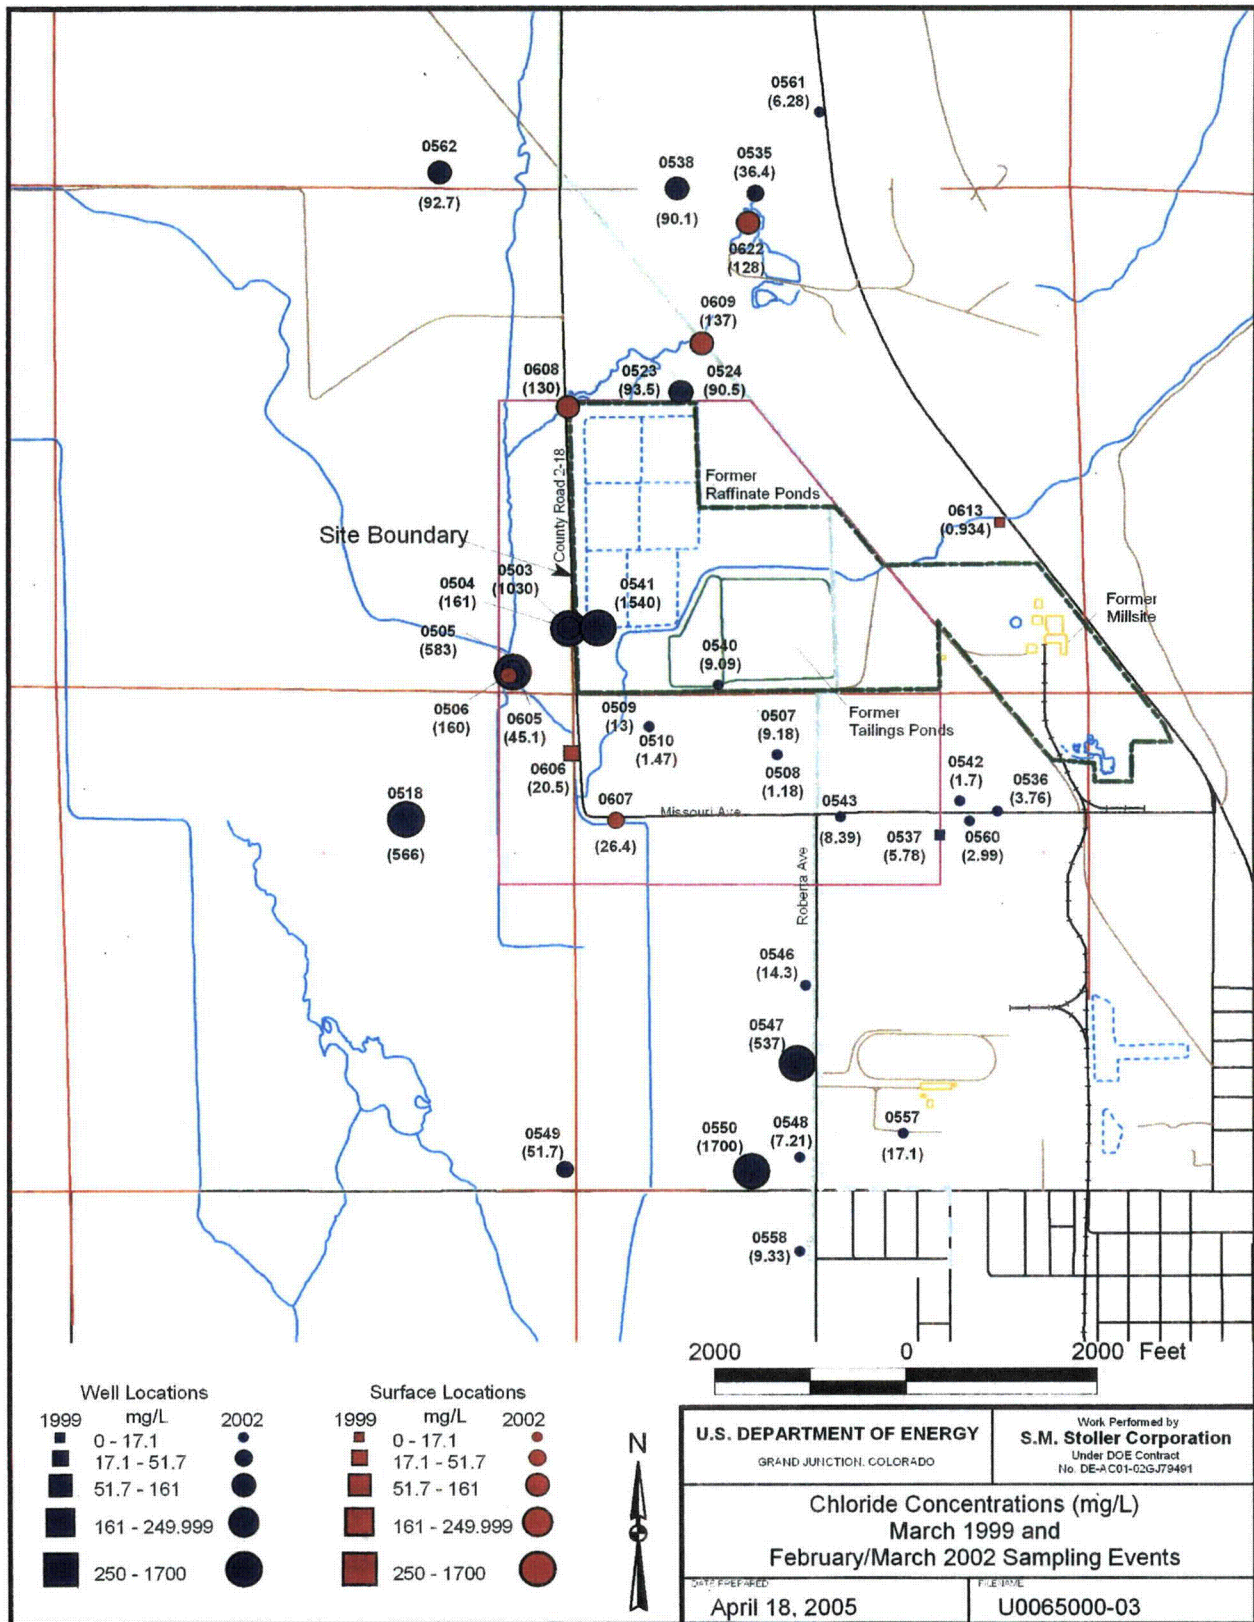 0561
(6.28)
0562
(92.7)
0538
(90.1)
0535
(36.4)
0622
(128)
0609
(137)
0608
(130)
0523
(93.5)
0524
(90.5)
County Road 2-18
Former
Raffinate Ponds
0613
(0.934)
Site Boundary
0503
(1030)
0504
(161)
0541
(1540)
Former
Millsite
0505
(583)
0540
(9.09)
0506
(160)
0605
(45.1)
0509
(13)
0510
(1.47)
0507
(9.18)
0508
(1.18)
Former
Tailings Ponds
0606
(20.5)
0542
(1.7)
0536
(3.76)
0518
(566)
0607
(26.4)
Missouri Ave
0543
(8.39)
0537
(5.78)
0560
(2.99)
Roberta Ave
0546
(14.3)
0547
(537)
0549
(51.7)
0550
(1700)
0548
(7.21)
0557
(17.1)
0558
(9.33)
2000 0 2000 Feet
Well Locations
1999 mg/L 2002
0 - 17.1
17.1 - 51.7
51.7 - 161
161 - 249.999
250 - 1700
Surface Locations
1999 mg/L 2002
0 - 17.1
17.1 - 51.7
51.7 - 161
161 - 249.999
250 - 1700
N
U.S. DEPARTMENT OF ENERGY
GRAND JUNCTION, COLORADO
Work Performed by
S.M. Stoller Corporation
Under DOE Contract
No. DE-AC01-02GJ79491
Chloride Concentrations (mg/L)
March 1999 and
February/March 2002 Sampling Events
DATE PREPARED
April 18, 2005
FILENAME
U0065000-03